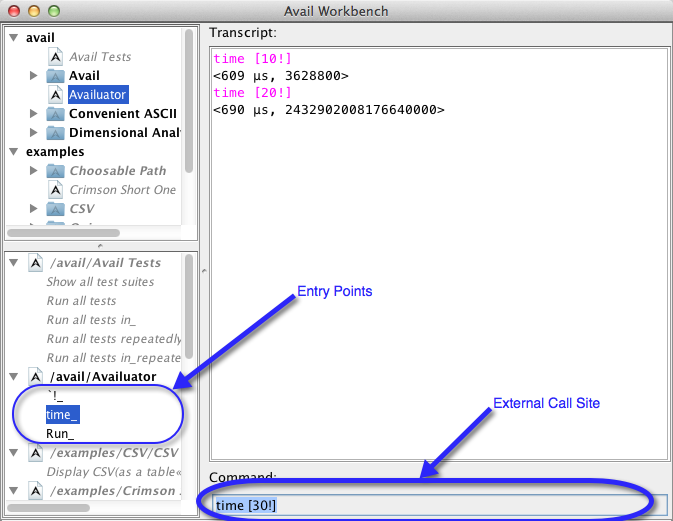 Avail Workbench
avail
Avail Tests
Avail
Availuator
Convenient ASCII
Dimensional Analy
examples
Choosable Path
Crimson Short One
CSV
/avail/Avail Tests
Show all test suites
Run all tests
Run all tests in_
Run all tests repeatedly
Run all tests in_repeate
/avail/Availuator
`!_
time_
Run_
/examples/CSV/CSV
Display CSV(as a table«
/examples/Crimson
Transcript:
time [10!]
<609 µs, 3628800>
time [20!]
<690 µs, 2432902008176640000>
Entry Points
External Call Site
Command:
time [30!]